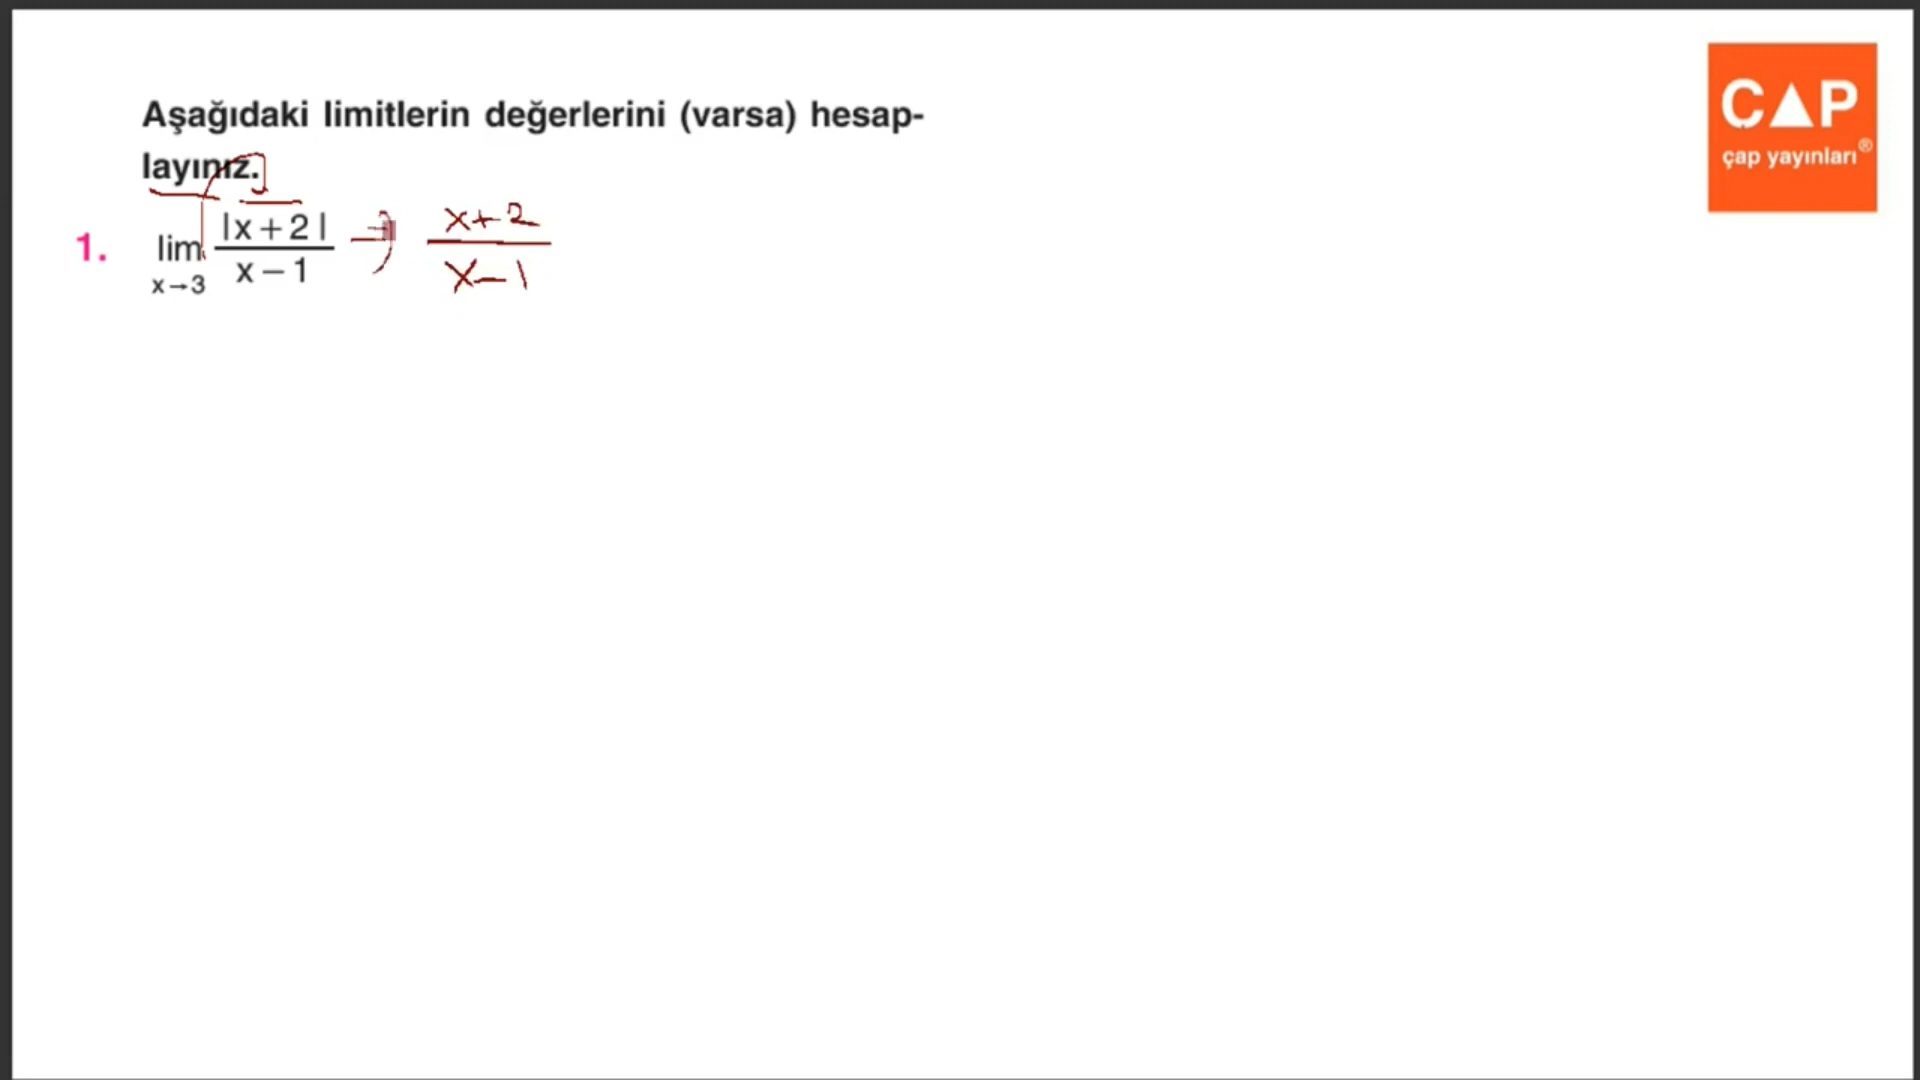 Aşağıdaki limitlerin değerlerini (varsa) hesap-
layınız.
1. lim x→3 |x+2| / x−1 ⇒ x+2 / x−1
ÇAP
çap yayınları®